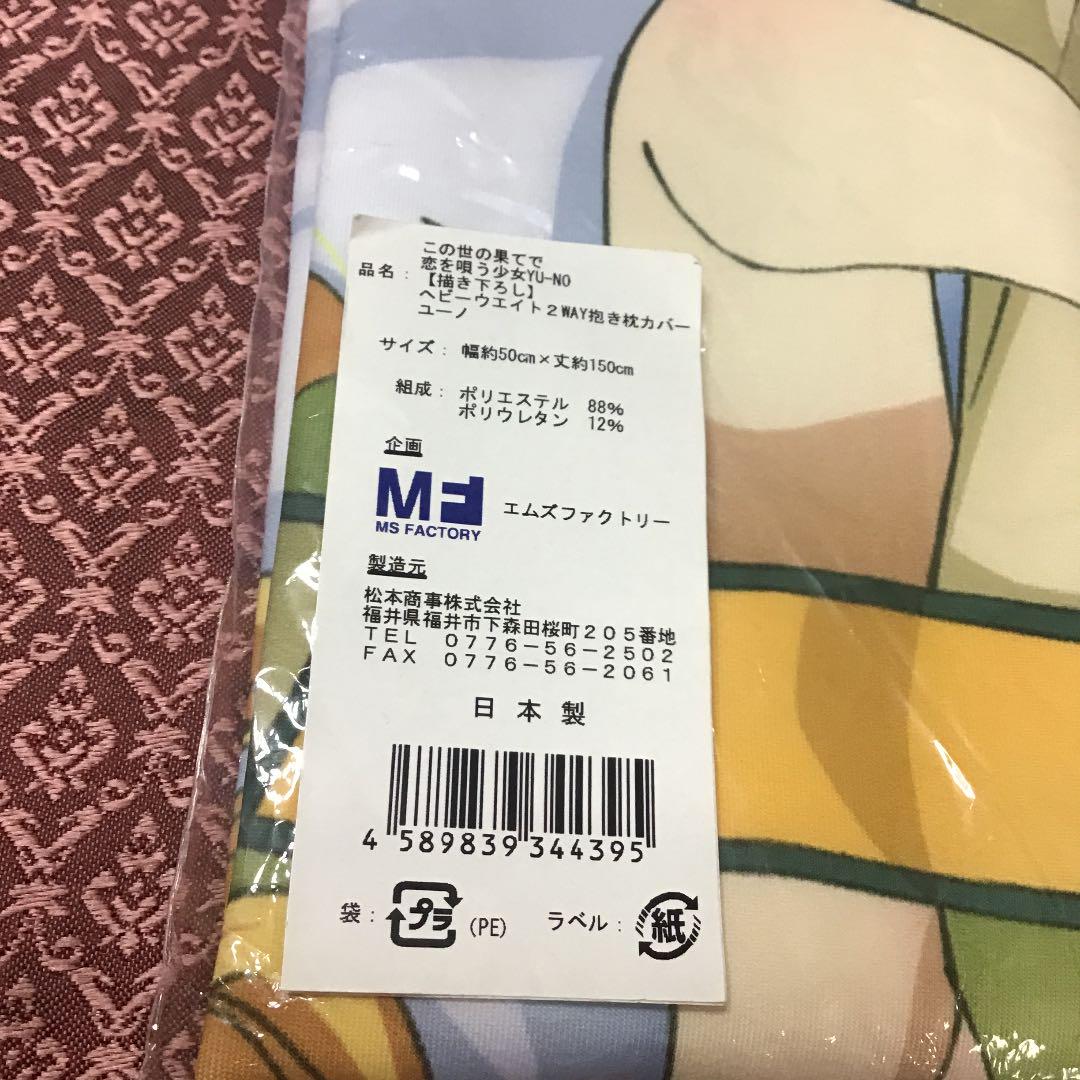 この世の果てで
恋を唄う少女YU-NO
品名：【描き下ろし】
ヘビーウエイト２WAY抱き枕カバー
ユーノ
サイズ：幅約50cm×丈約150cm
組成：ポリエステル 88%
ポリウレタン 12%
企画
MF エムズファクトリー
MS FACTORY
製造元
松本商事株式会社
福井県福井市下森田桜町２０５番地
ＴＥＬ ０７７６－５６－２５０２
ＦＡＸ ０７７６－５６－２０６１
日本製
4 589839 344395
袋：プラ(PE) ラベル：紙